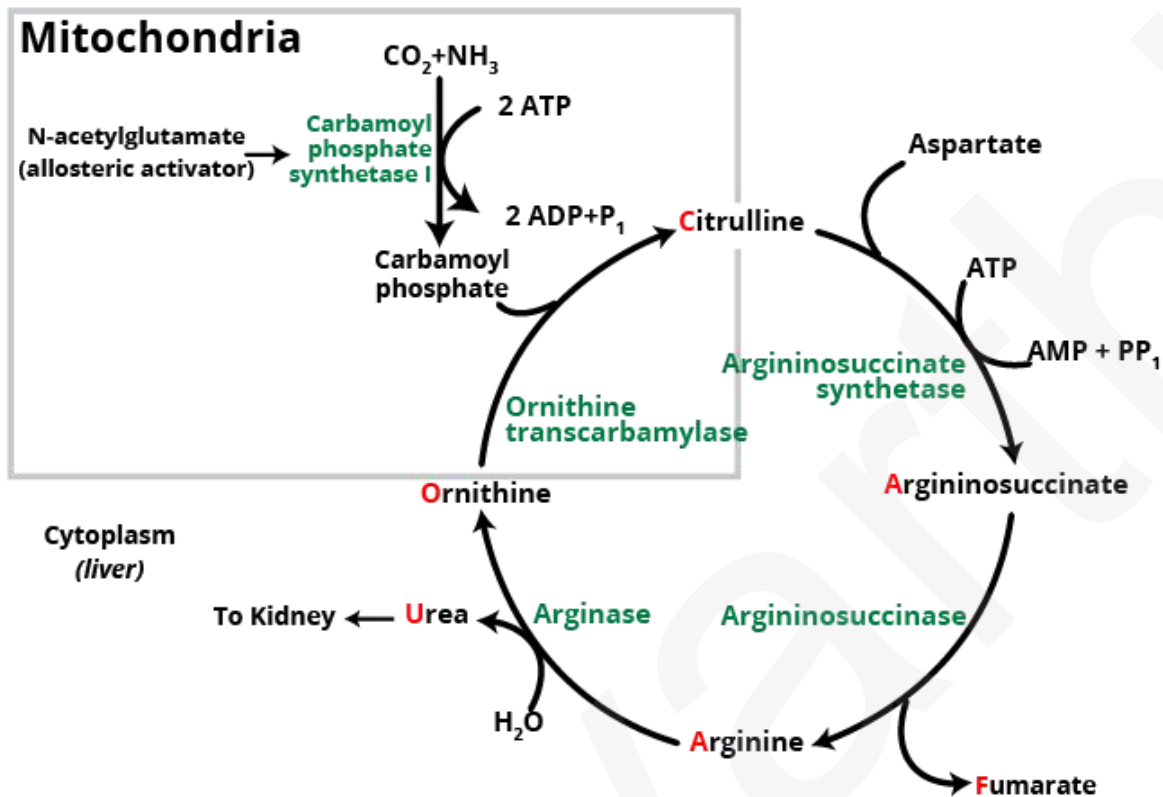 Mitochondria
CO₂+NH₃
2 ATP
N-acetylglutamate
(allosteric activator)
Carbamoyl
phosphate
synthetase I
2 ADP+P₁
Carbamoyl
phosphate
Citrulline
Aspartate
ATP
AMP + PP₁
Argininosuccinate
synthetase
Ornithine
transcarbamylase
Ornithine
Argininosuccinate
Cytoplasm
(liver)
To Kidney
Urea
Arginase
Argininosuccinase
H₂O
Arginine
Fumarate